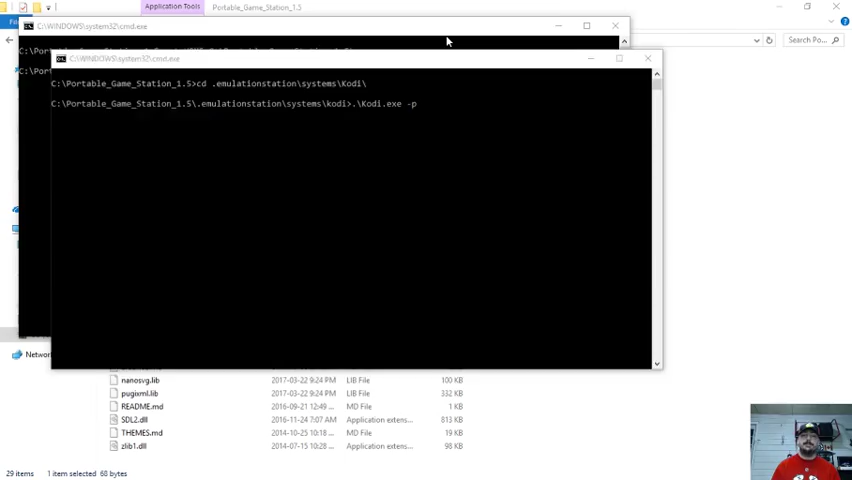 Application Tools
Portable_Game_Station_1.5
Fil
C:\WINDOWS\system32\cmd.exe
Search Po...
C:\Port
C:\Port
C:\WINDOWS\system32\cmd.exe
C:\Portable_Game_Station_1.5>cd .emulationstation\systems\Kodi\
C:\Portable_Game_Station_1.5\.emulationstation\systems\kodi>.\Kodi.exe -p
Network
nanosvg.lib 2017-03-22 9:24 PM LIB File 100 KB
pugixml.lib 2017-03-22 9:24 PM LIB File 332 KB
README.md 2016-09-21 12:49 ... MD File 1 KB
SDL2.dll 2016-11-24 7:07 AM Application extens... 813 KB
THEMES.md 2014-10-25 10:18 ... MD File 19 KB
zlib1.dll 2014-07-15 10:28 ... Application extens... 98 KB
29 items 1 item selected 68 bytes